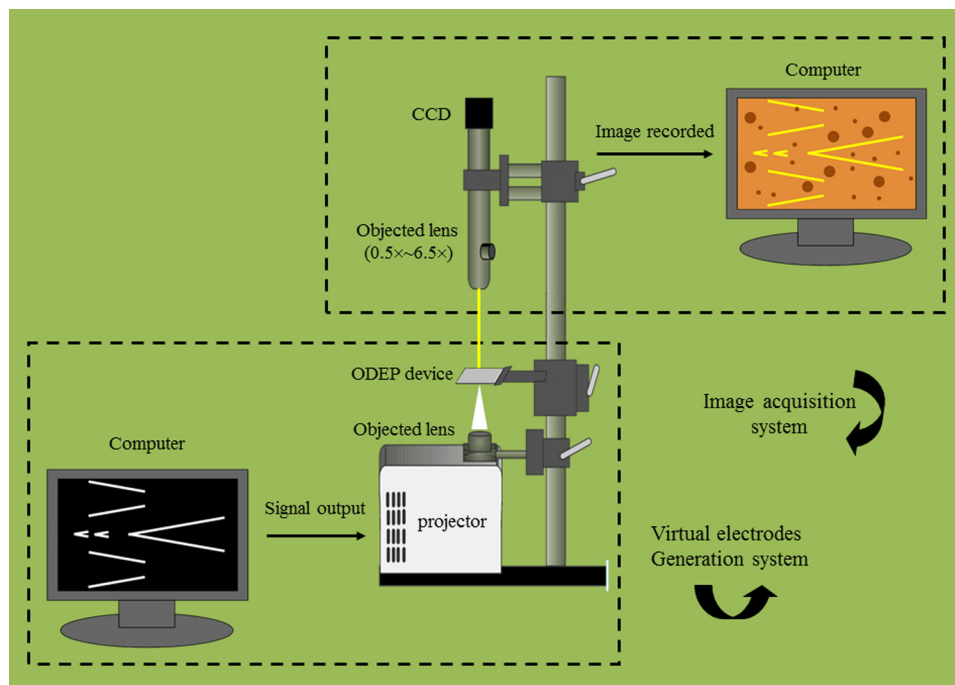 Computer
CCD
Image recorded
Objected lens
(0.5×~6.5×)
ODEP device
Image acquisition
system
Objected lens
Computer
Signal output
projector
Virtual electrodes
Generation system